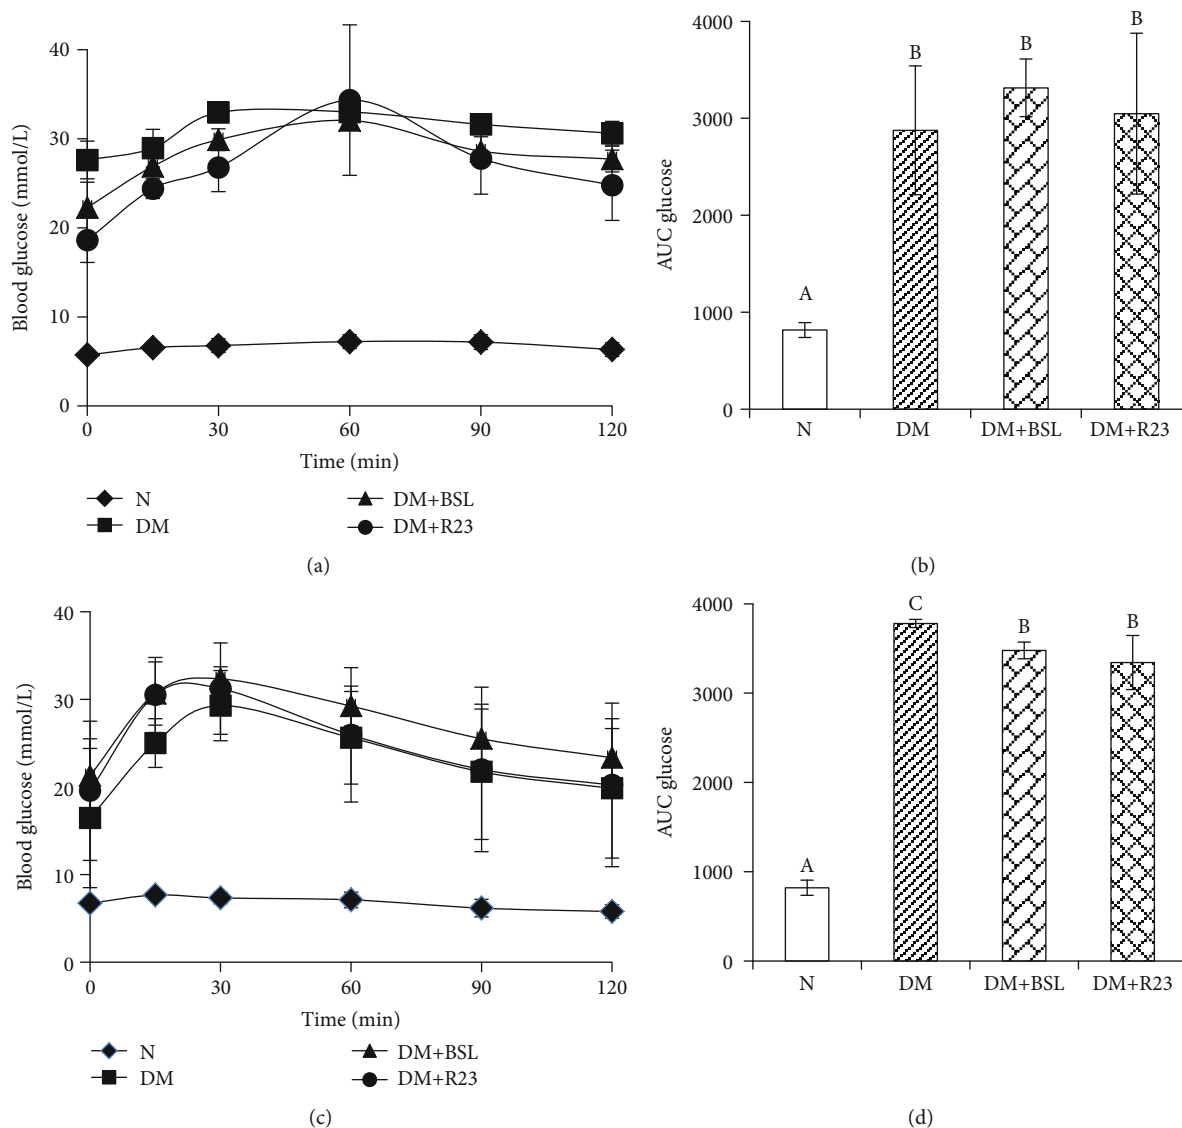 40
30
20
10
0
Blood glucose (mmol/L)
0 30 60 90 120
Time (min)
N DM+BSL
DM DM+R23
(a)
4000
3000
2000
1000
0
AUC glucose
A B B B
N DM DM+BSL DM+R23
(b)
40
30
20
10
0
Blood glucose (mmol/L)
0 30 60 90 120
Time (min)
N DM+BSL
DM DM+R23
(c)
4000
3000
2000
1000
0
AUC glucose
A C B B
N DM DM+BSL DM+R23
(d)